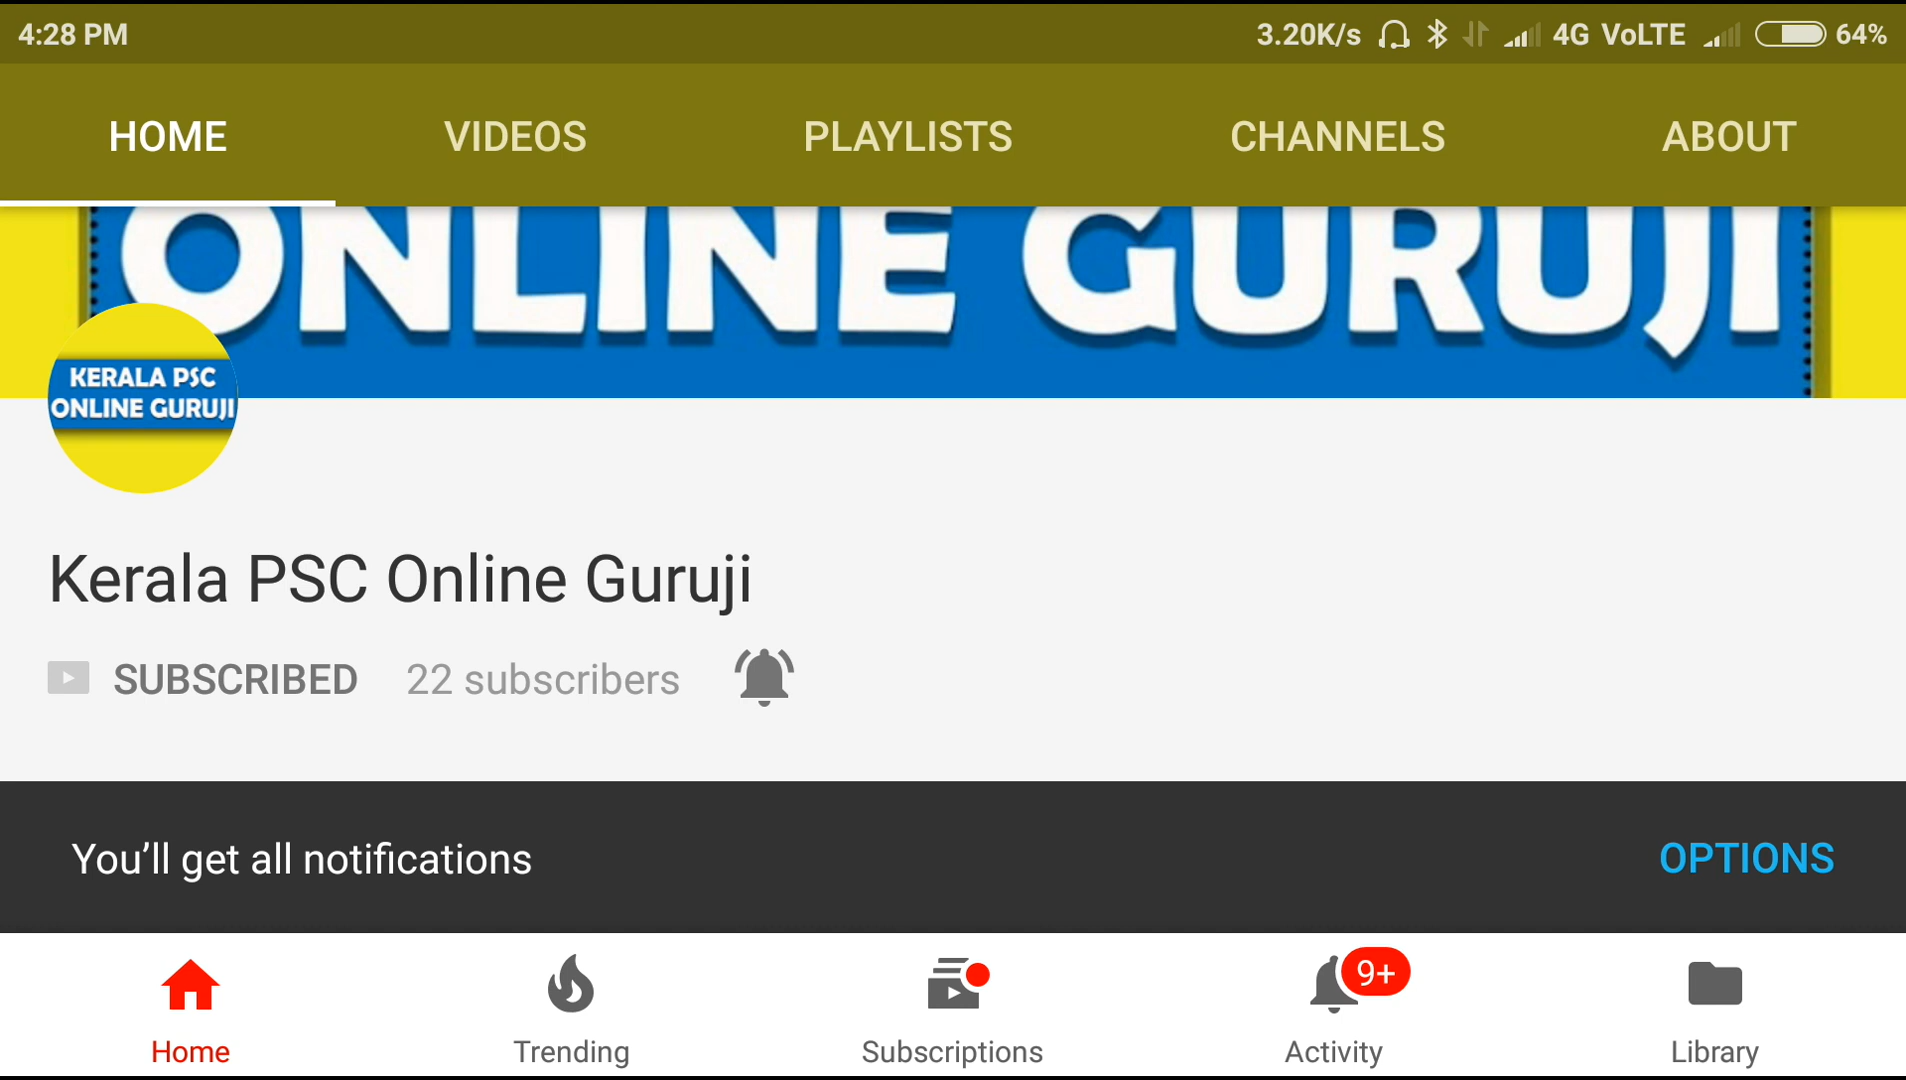 4:28 PM 3.20K/s 4G VoLTE 64%
HOME VIDEOS PLAYLISTS CHANNELS ABOUT
ONLINE GURUJI
KERALA PSC
ONLINE GURUJI
Kerala PSC Online Guruji
SUBSCRIBED 22 subscribers
You’ll get all notifications OPTIONS
9+
Home Trending Subscriptions Activity Library